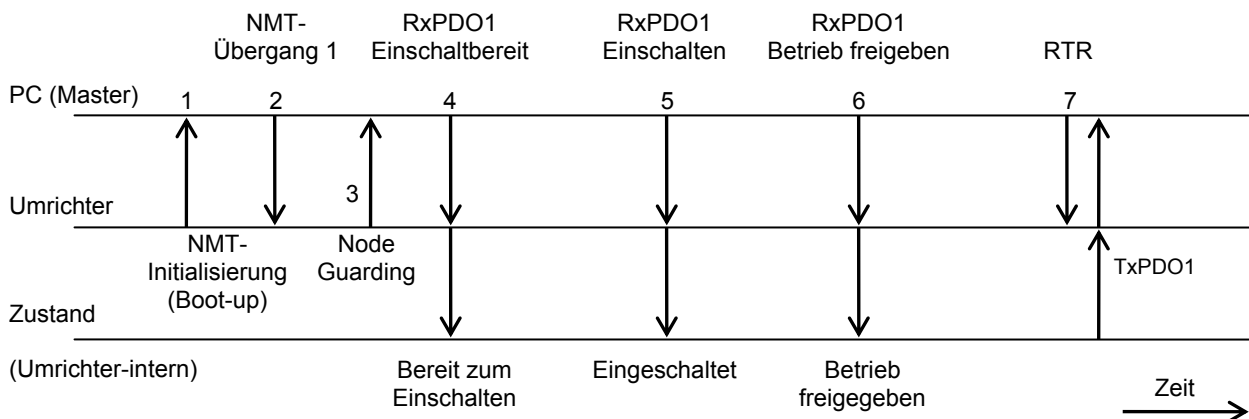 NMT-
Übergang 1
RxPDO1
Einschaltbereit
RxPDO1
Einschalten
RxPDO1
Betrieb freigeben
RTR
PC (Master)
1
2
4
5
6
7
3
Umrichter
NMT-
Initialisierung
(Boot-up)
Node
Guarding
TxPDO1
Zustand
(Umrichter-intern)
Bereit zum
Einschalten
Eingeschaltet
Betrieb
freigegeben
Zeit